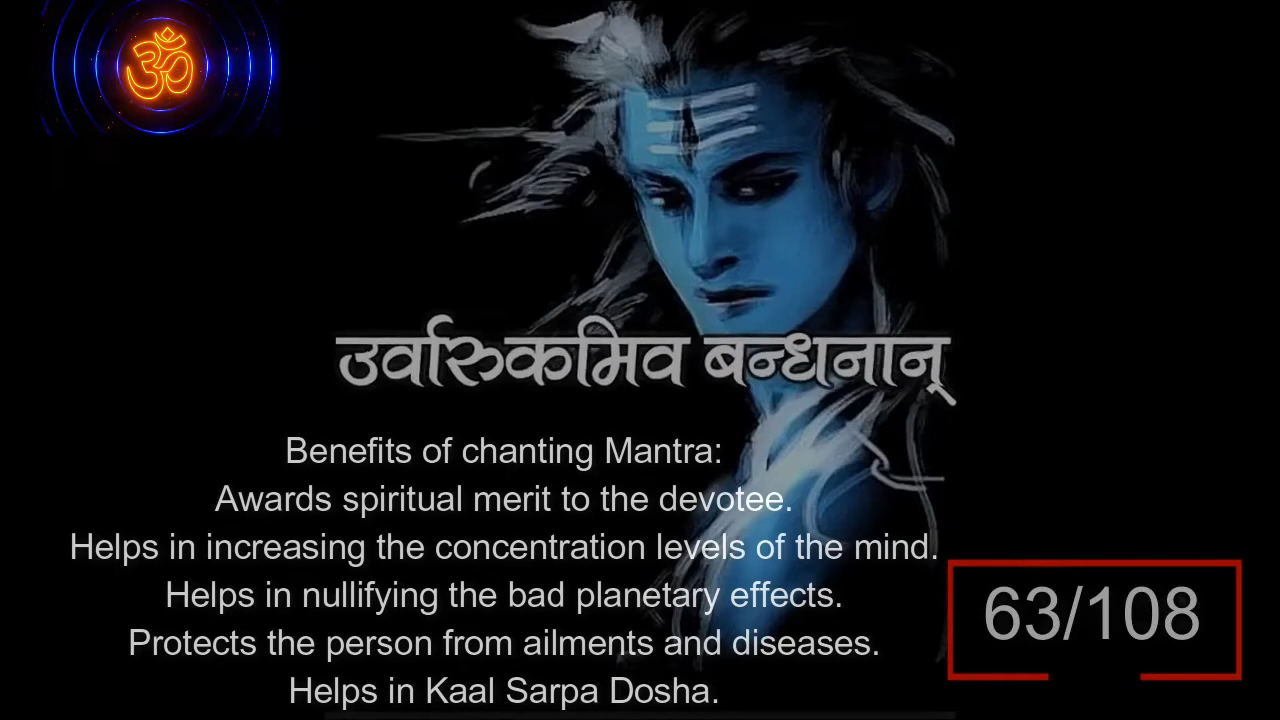 ॐ
उर्वारुकमिव बन्धनान्
Benefits of chanting Mantra:
Awards spiritual merit to the devotee.
Helps in increasing the concentration levels of the mind.
Helps in nullifying the bad planetary effects.
Protects the person from ailments and diseases.
Helps in Kaal Sarpa Dosha.
63/108